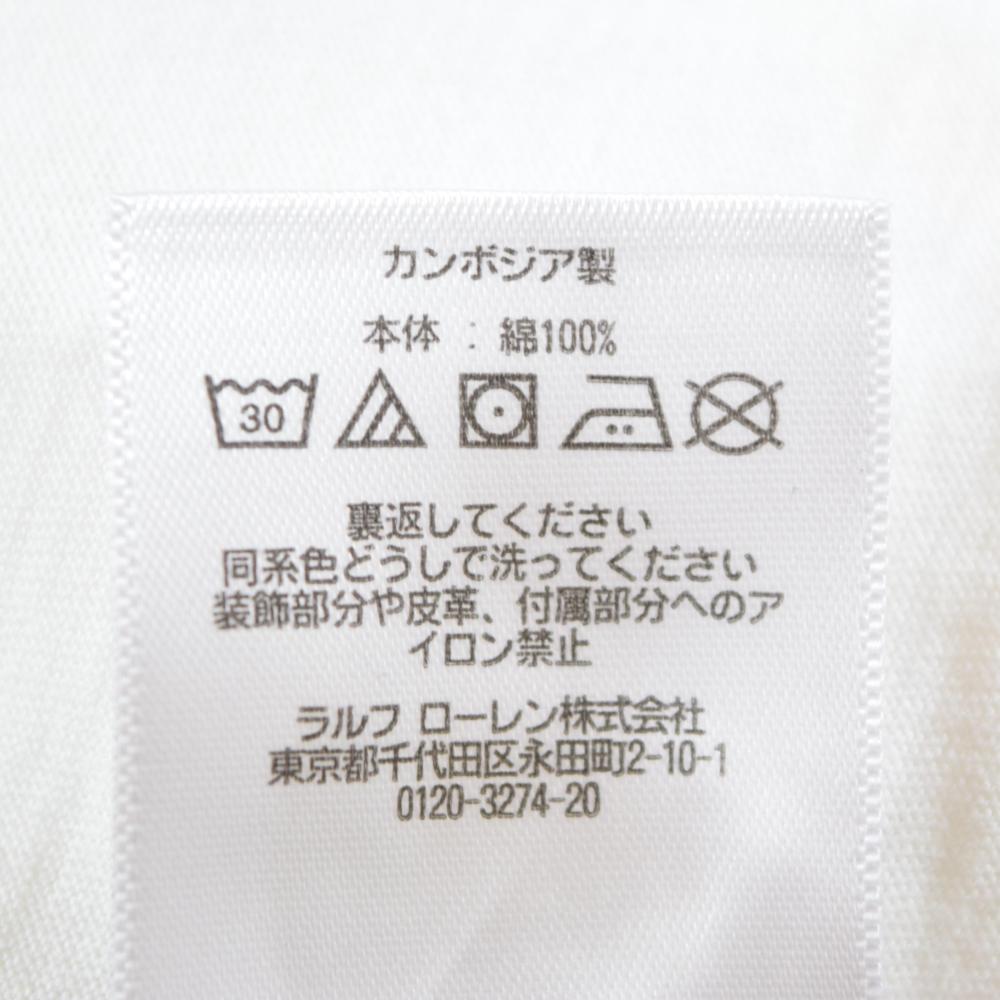 カンボジア製
本体 : 綿100%
30
裏返してください
同系色どうしで洗ってください
装飾部分や皮革、付属部分へのア
イロン禁止
ラルフ ローレン株式会社
東京都千代田区永田町2-10-1
0120-3274-20